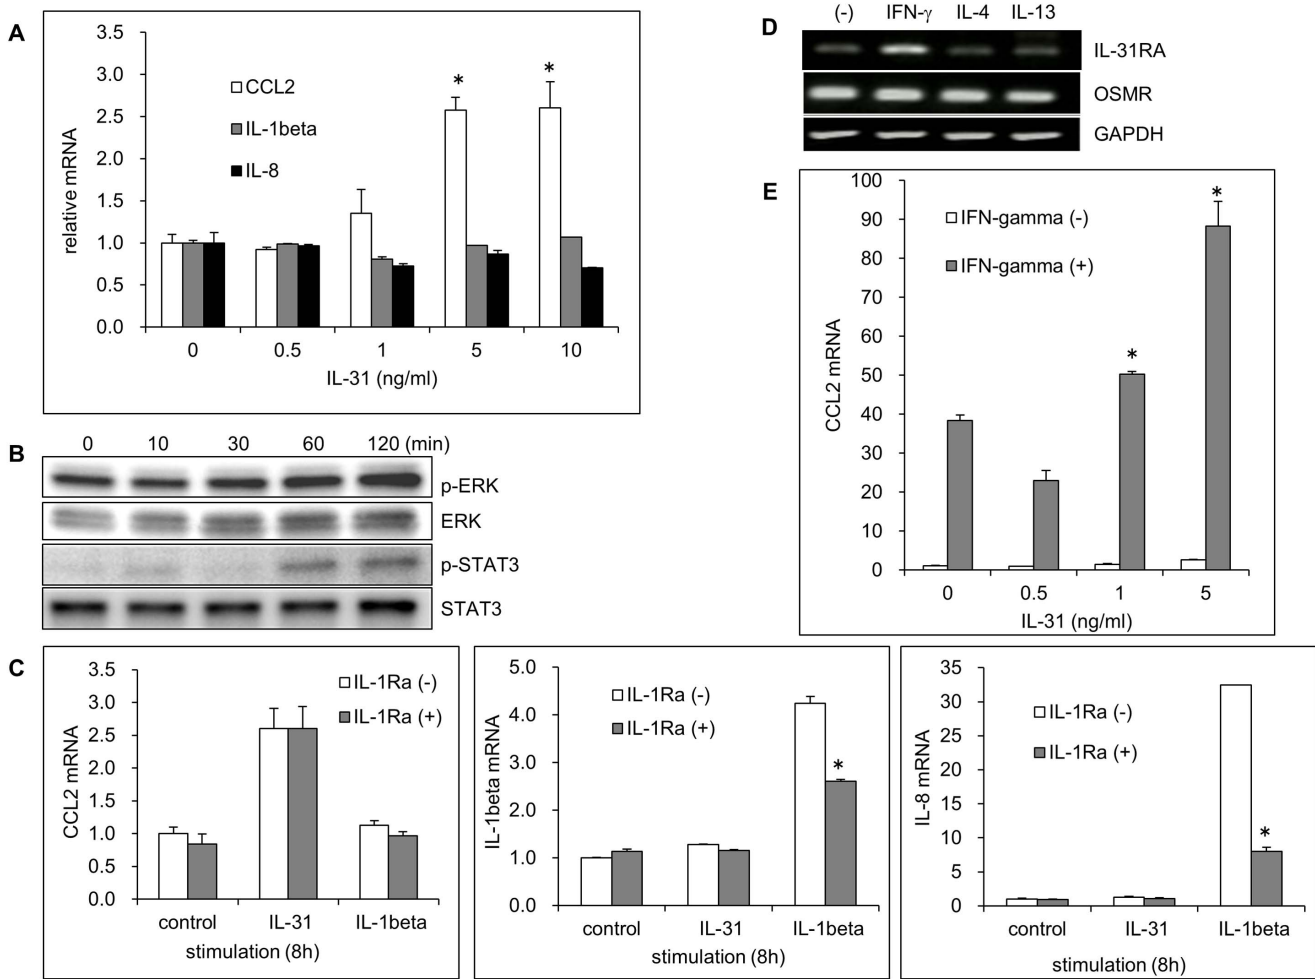 A
relative mRNA
3.5
3.0
2.5
2.0
1.5
1.0
0.5
0.0
CCL2
IL-1beta
IL-8
*
*
0
0.5
1
5
10
IL-31 (ng/ml)
B
0 10 30 60 120 (min)
p-ERK
ERK
p-STAT3
STAT3
C
CCL2 mRNA
3.5
3.0
2.5
2.0
1.5
1.0
0.5
0.0
IL-1Ra (-)
IL-1Ra (+)
control IL-31 IL-1beta
stimulation (8h)
IL-1beta mRNA
5.0
4.0
3.0
2.0
1.0
0.0
IL-1Ra (-)
IL-1Ra (+)
*
control IL-31 IL-1beta
stimulation (8h)
IL-8 mRNA
35
30
25
20
15
10
5
0
IL-1Ra (-)
IL-1Ra (+)
*
control IL-31 IL-1beta
stimulation (8h)
D
(-) IFN-γ IL-4 IL-13
IL-31RA
OSMR
GAPDH
E
CCL2 mRNA
100
90
80
70
60
50
40
30
20
10
0
IFN-gamma (-)
IFN-gamma (+)
*
*
0 0.5 1 5
IL-31 (ng/ml)